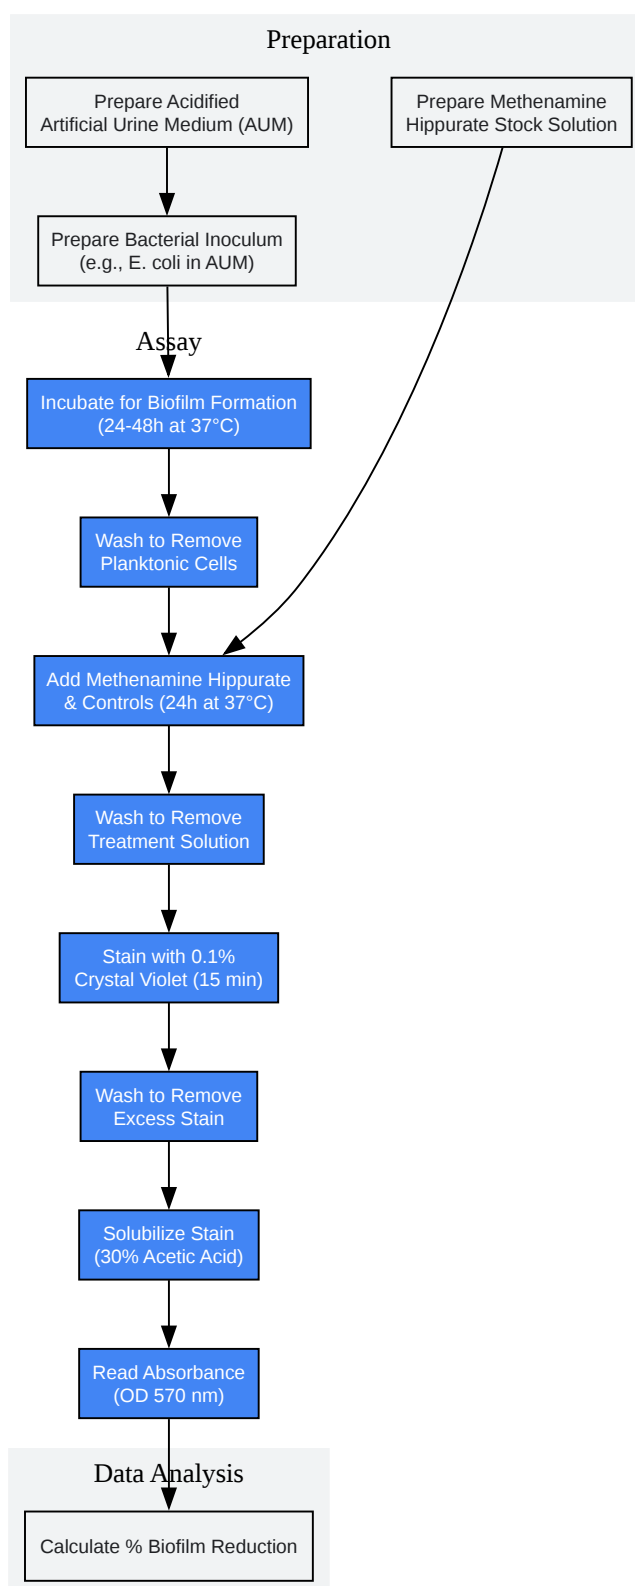 Preparation
Prepare Acidified
Artificial Urine Medium (AUM)
Prepare Methenamine
Hippurate Stock Solution
Prepare Bacterial Inoculum
(e.g., E. coli in AUM)
Assay
Incubate for Biofilm Formation
(24-48h at 37°C)
Wash to Remove
Planktonic Cells
Add Methenamine Hippurate
& Controls (24h at 37°C)
Wash to Remove
Treatment Solution
Stain with 0.1%
Crystal Violet (15 min)
Wash to Remove
Excess Stain
Solubilize Stain
(30% Acetic Acid)
Read Absorbance
(OD 570 nm)
Data Analysis
Calculate % Biofilm Reduction